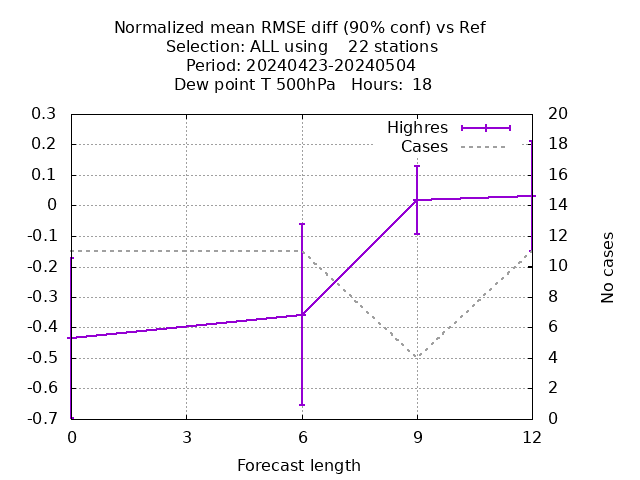 Normalized mean RMSE diff (90% conf) vs Ref
Selection: ALL using    22 stations
Period: 20240423-20240504
Dew point T 500hPa   Hours:  18
Highres
Cases
0.3
0.2
0.1
0
-0.1
-0.2
-0.3
-0.4
-0.5
-0.6
-0.7
20
18
16
14
12
10
8
6
4
2
0
No cases
0 3 6 9 12
Forecast length